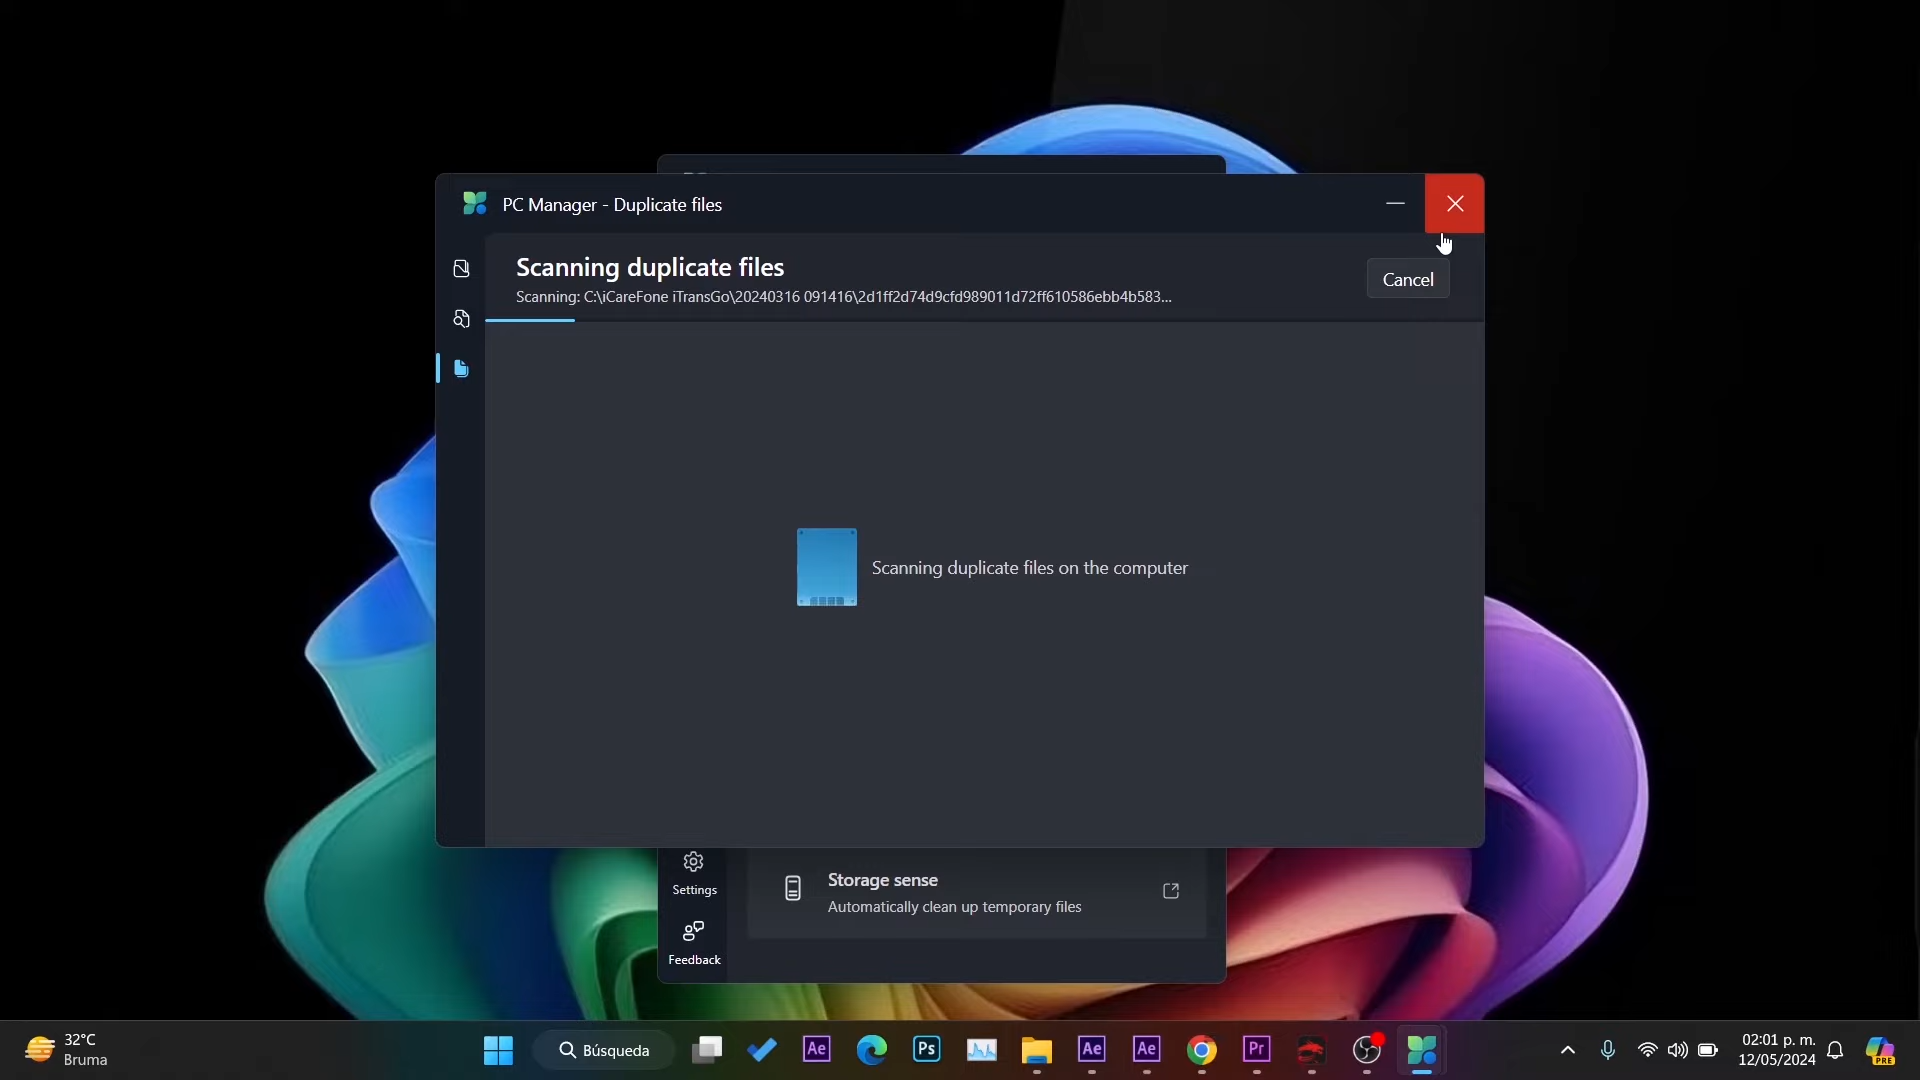 PC Manager - Duplicate files
Scanning duplicate files
Cancel
Scanning: C:\iCareFone iTransGo\20240316 091416\2d1ff2d74d9cfd989011d72ff610586ebb4b583...
Scanning duplicate files on the computer
Settings
Storage sense
Automatically clean up temporary files
Feedback
32°C
Bruma
Búsqueda
Ae
Ps
Ae
Ae
Pr
02:01 p. m.
12/05/2024
PRE